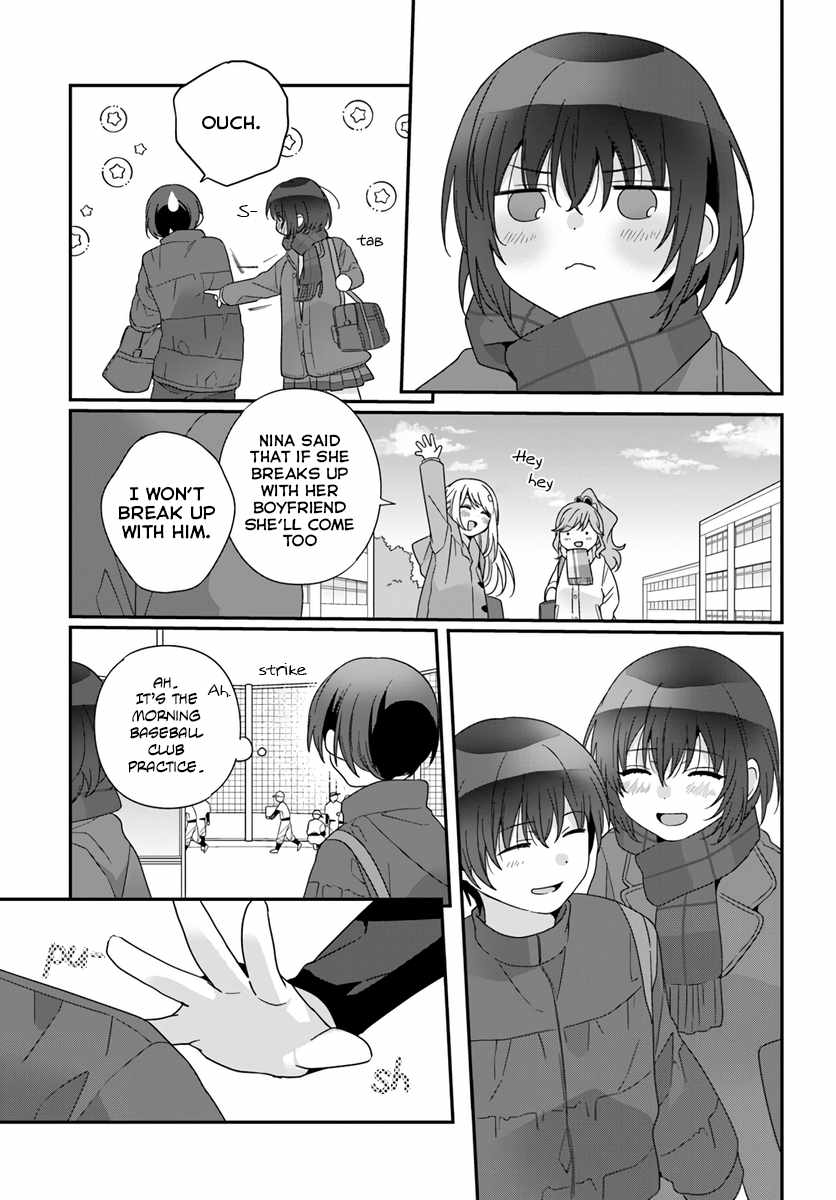 OUCH.
S-
TAB
Hey
hey
NINA SAID
THAT IF SHE
BREAKS UP
WITH HER
BOYFRIEND
SHE'LL COME
TOO
I WON'T
BREAK UP
WITH HIM.
strike
Ah.
AH.
IT'S THE
MORNING
BASEBALL
CLUB
PRACTICE.
pu-
sh